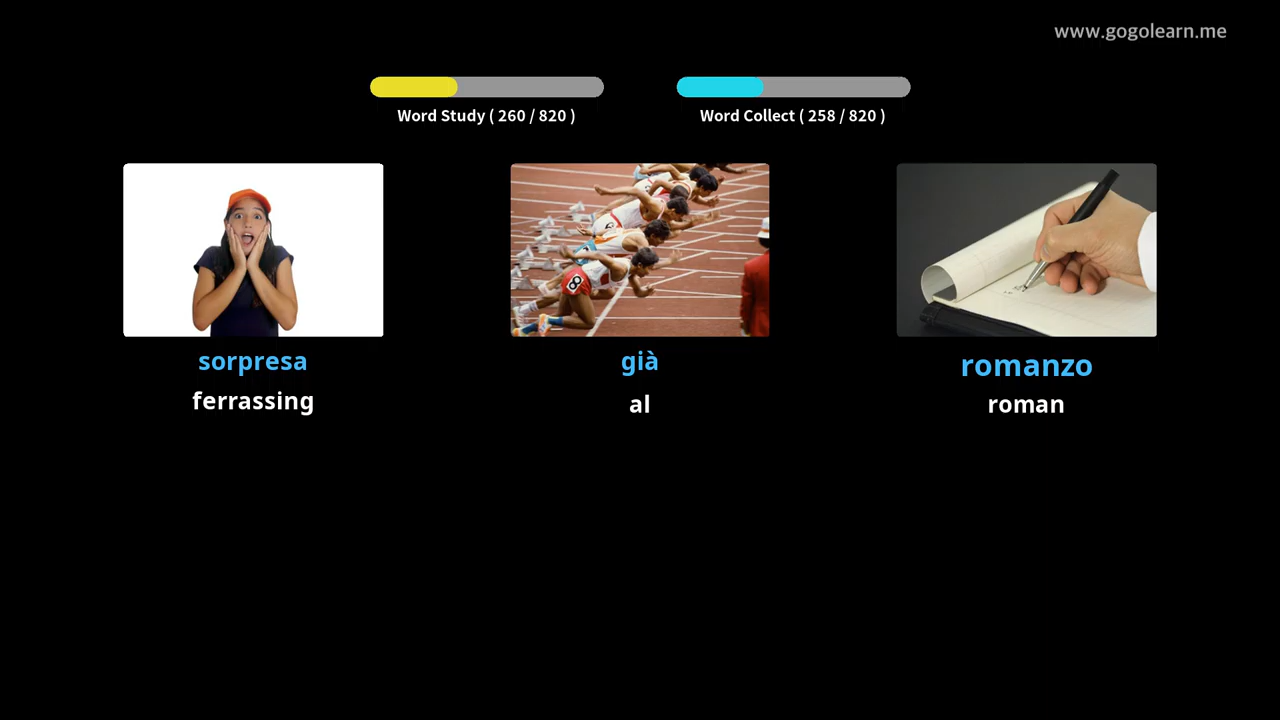 www.gogolearn.me
Word Study ( 260 / 820 )
Word Collect ( 258 / 820 )
sorpresa
già
romanzo
ferrassing
al
roman